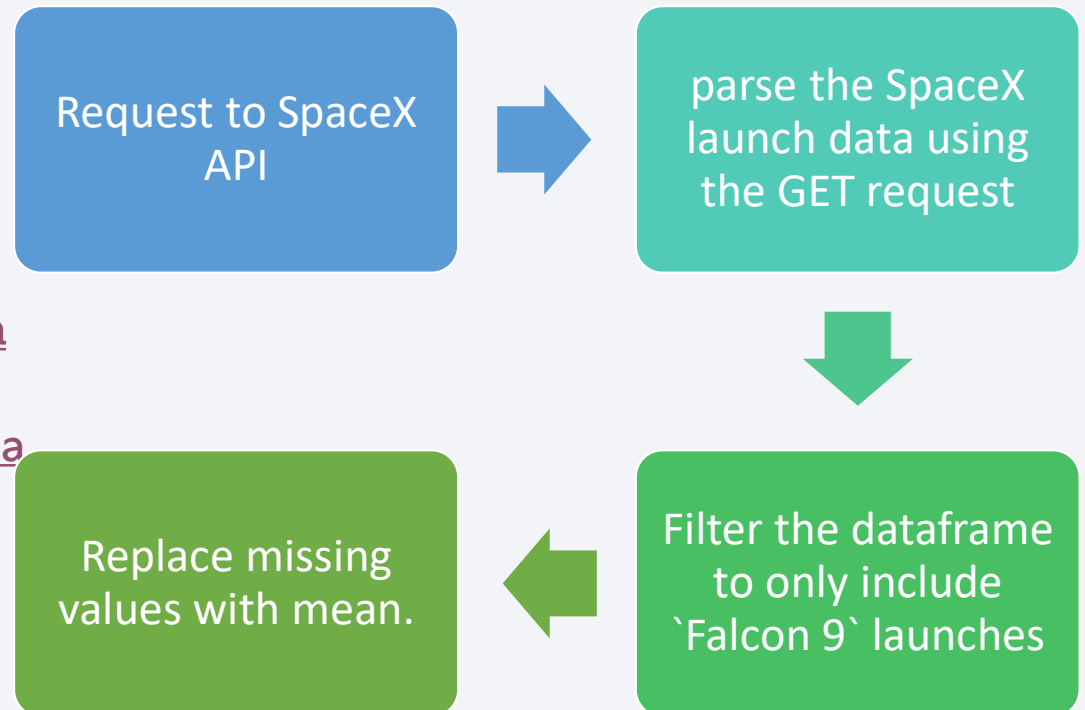 Request to SpaceX
API
parse the SpaceX
launch data using
the GET request
a
a
Filter the dataframe
to only include
`Falcon 9` launches
Replace missing
values with mean.